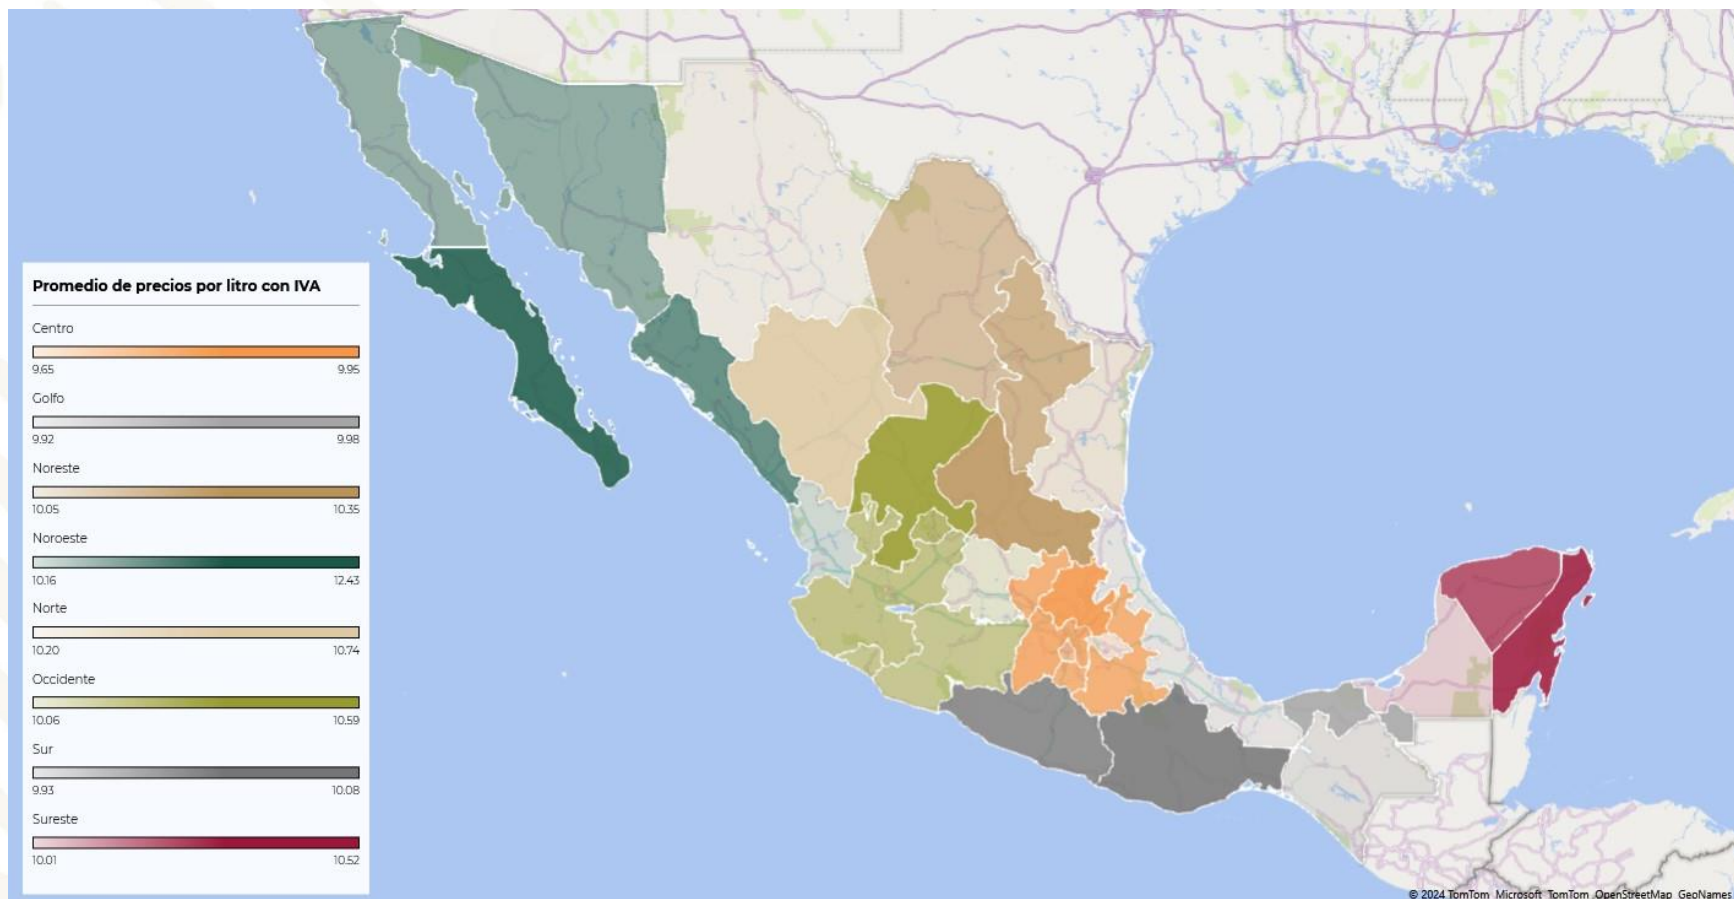 Promedio de precios por litro con IVA
Centro
9.65 9.95
Golfo
9.92 9.98
Noreste
10.05 10.35
Noroeste
10.16 12.43
Norte
10.20 10.74
Occidente
10.06 10.59
Sur
9.93 10.08
Sureste
10.01 10.52
© 2024 TomTom Microsoft TomTom OpenStreetMap GeoNames